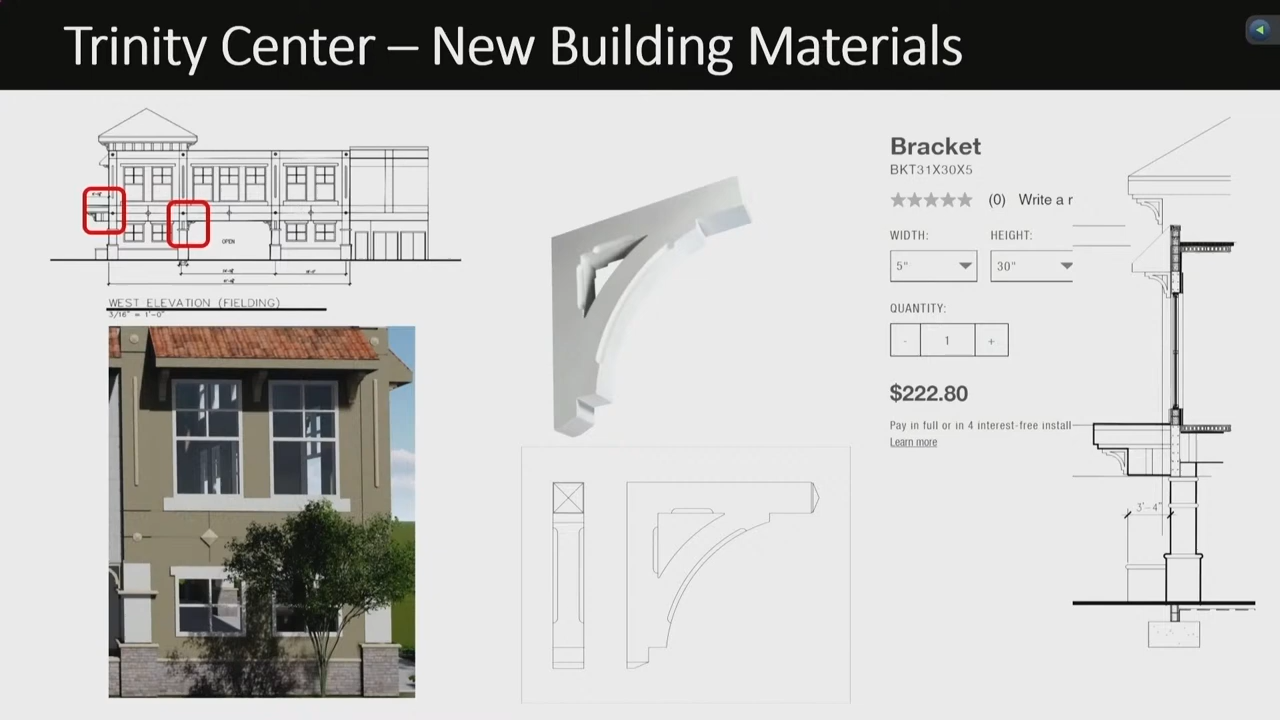 Trinity Center – New Building Materials
OPEN
WEST ELEVATION (FIELDING)
3/16" = 1'-0"
Bracket
BKT31X30X5
(0) Write a r
WIDTH: HEIGHT:
5" 30"
QUANTITY:
- 1 +
$222.80
Pay in full or in 4 interest-free install
Learn more
3'-4"